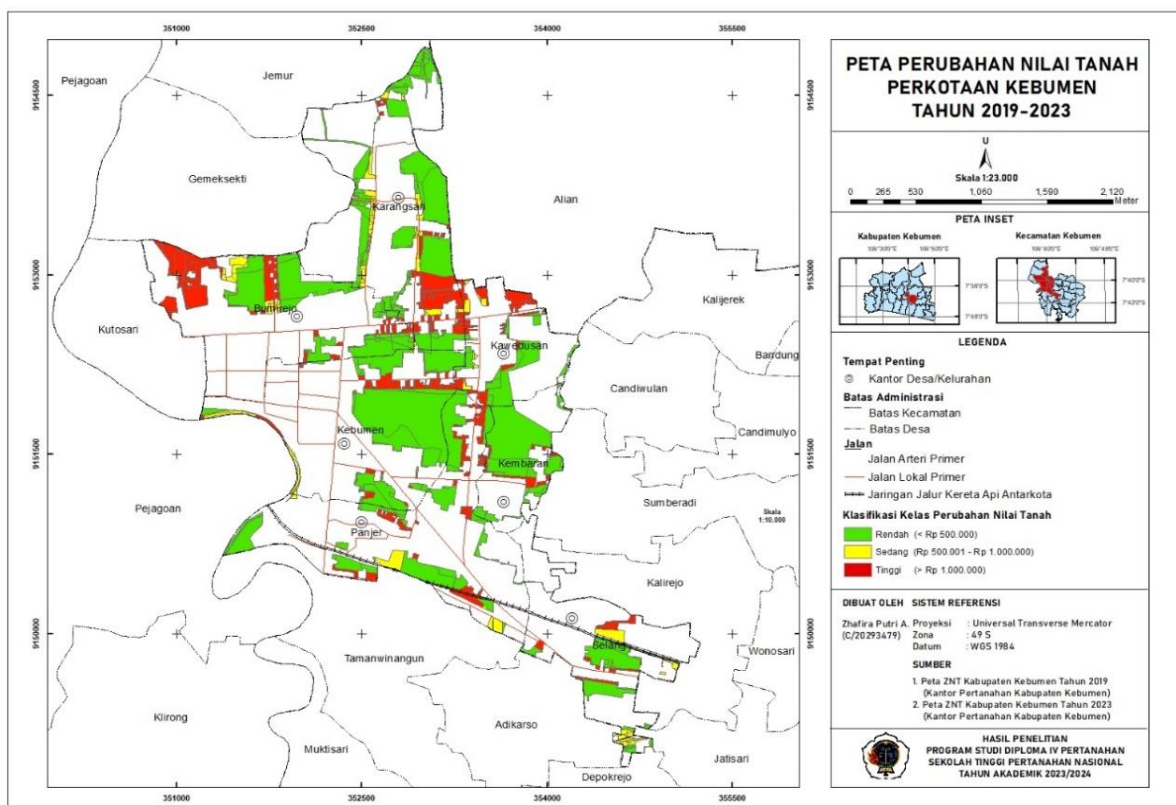 351000 352500 354000 355500
9154500
9153000
9151500
9150000
9154500
9153000
9151500
9150000
351000 352500 354000 355500
Pejagoan
Jemur
Gemeksekti
Karangsari
Alian
Kalijerek
Kutosari
Bumirejo
Kawedusan
Bandung
Candiwulan
Candimulyo
Kebumen
Kembaran
Sumberadi
Pejagoan
Panjer
Skala
1:10.000
Kalirejo
Selang
Wonosari
Tamanwinangun
Klirong
Adikarso
Muktisari
Jatisari
Depokrejo
PETA PERUBAHAN NILAI TANAH
PERKOTAAN KEBUMEN
TAHUN 2019-2023
U
Skala 1:23.000
0 265 530 1,060 1,590 2,120
Meter
PETA INSET
Kabupaten Kebumen
Kecamatan Kebumen
LEGENDA
Tempat Penting
Kantor Desa/Kelurahan
Batas Administrasi
Batas Kecamatan
Batas Desa
Jalan
Jalan Arteri Primer
Jalan Lokal Primer
Jaringan Jalur Kereta Api Antarkota
Klasifikasi Kelas Perubahan Nilai Tanah
Rendah (< Rp 500.000)
Sedang (Rp 500.001 - Rp 1.000.000)
Tinggi (> Rp 1.000.000)
DIBUAT OLEH
Zhafira Putri A.
(C/20293479)
SISTEM REFERENSI
Proyeksi : Universal Transverse Mercator
Zona : 49 S
Datum : WGS 1984
SUMBER
1. Peta ZNT Kabupaten Kebumen Tahun 2019
(Kantor Pertanahan Kabupaten Kebumen)
2. Peta ZNT Kabupaten Kebumen Tahun 2023
(Kantor Pertanahan Kabupaten Kebumen)
HASIL PENELITIAN
PROGRAM STUDI DIPLOMA IV PERTANAHAN
SEKOLAH TINGGI PERTANAHAN NASIONAL
TAHUN AKADEMIK 2023/2024